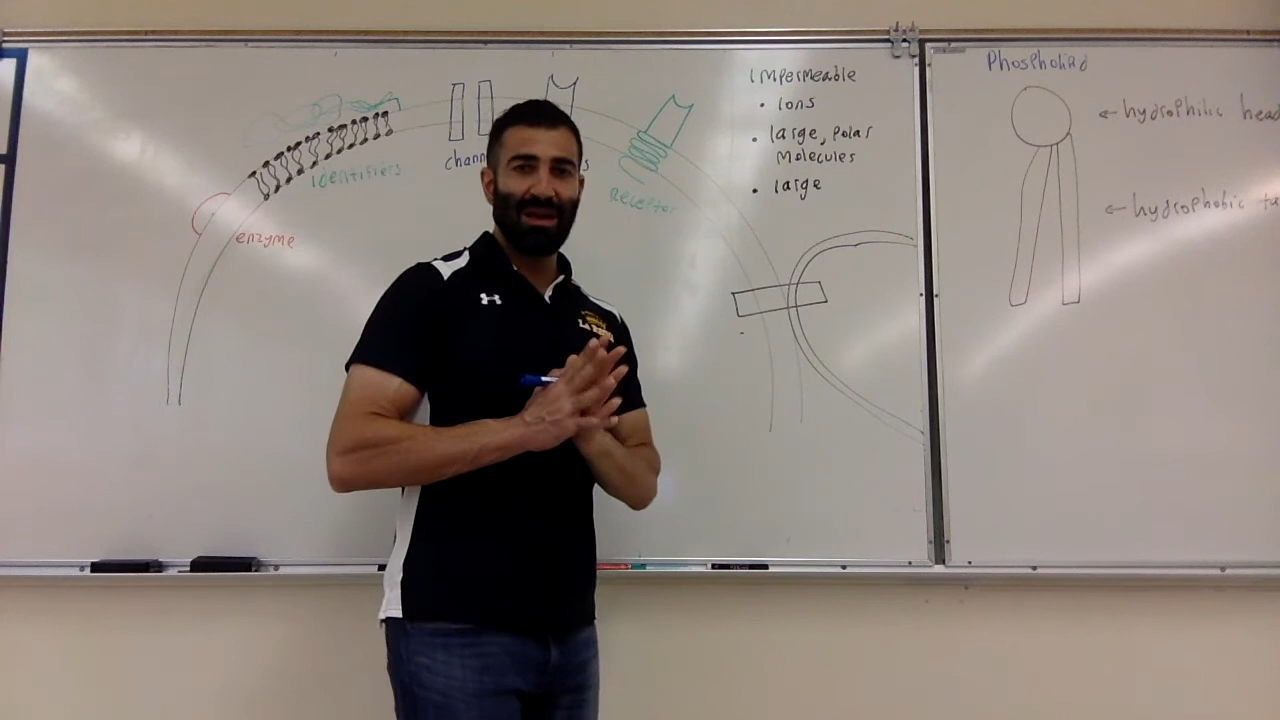 Impermeable
• Ions
• large, polar
Molecules
• large
Phospholipid
← hydrophilic head
← hydrophobic
Identifiers
enzyme
Receptor